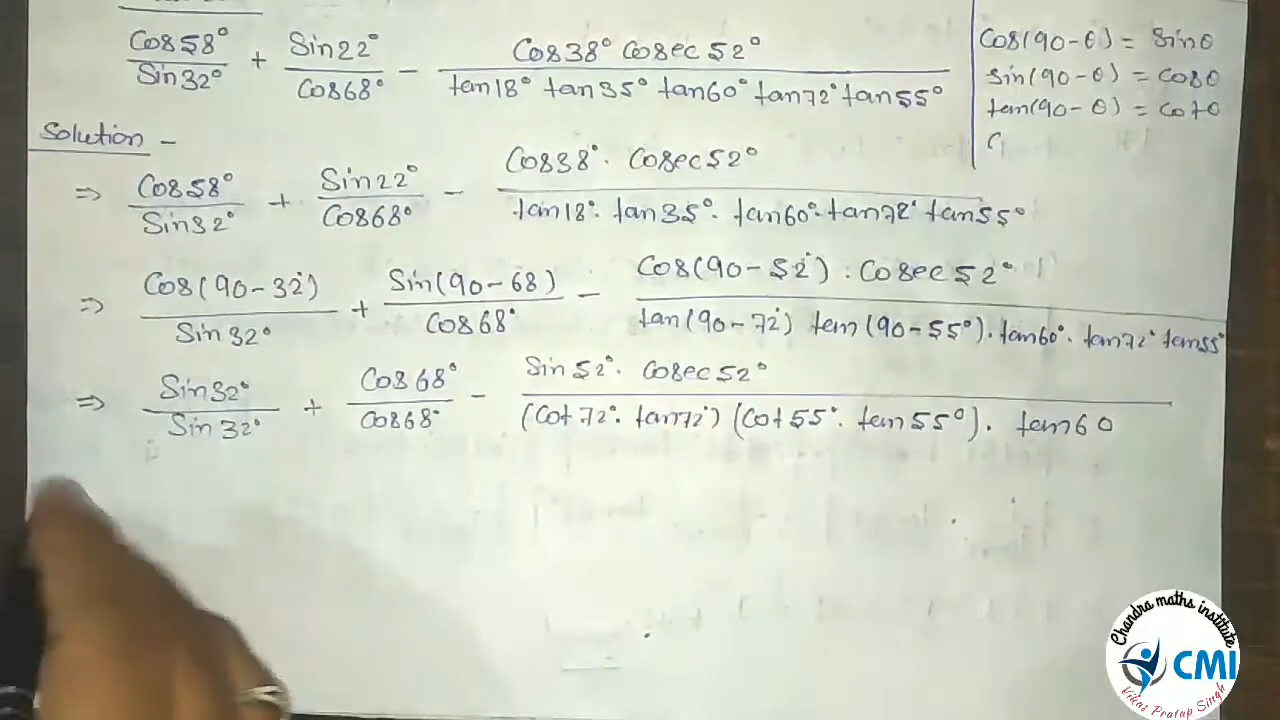 Cos58°/Sin32° + Sin22°/Cos68° - Cos38° Cosec52°/tan18° tan35° tan60° tan72° tan55°
Cos(90-θ) = Sinθ
Sin(90-θ) = Cosθ
tan(90-θ) = Cotθ
C
Solution -
⇒ Cos58°/Sin32° + Sin22°/Cos68° - Cos38°. Cosec52°/tan18°. tan35°. tan60°. tan72° tan55°
⇒ Cos(90-32°)/Sin32° + Sin(90-68)/Cos68° - Cos(90-52°). Cosec52°/tan(90-72°) tan(90-55°). tan60°. tan72° tan55°
⇒ Sin32°/Sin32° + Cos68°/Cos68° - Sin52°. Cosec52°/(Cot72°. tan72°) (Cot55°. tan55°). tan60
Chandra maths institute
CMI
Vikas Pratap Singh